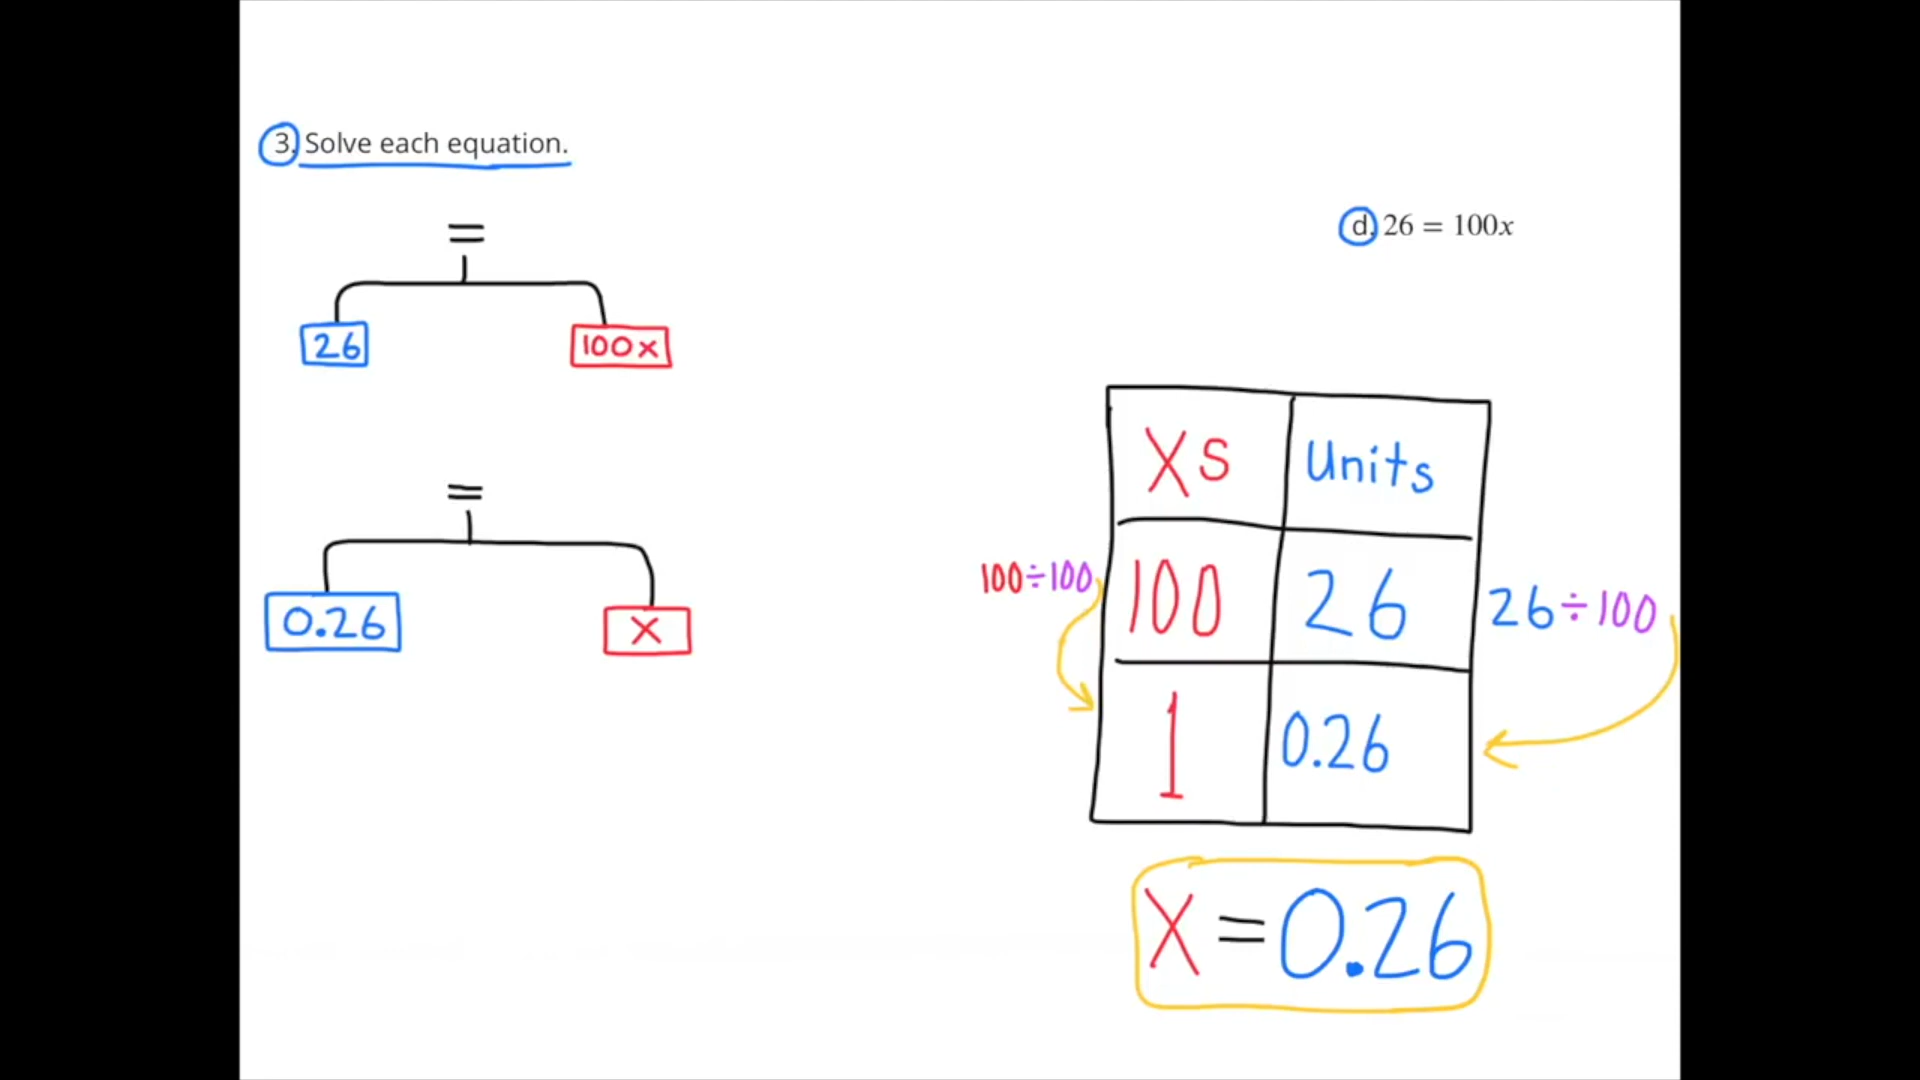 3. Solve each equation.
=
26 100x
=
0.26 x
d. 26 = 100x
Xs Units
100÷100 100 26 26÷100
1 0.26
X = 0.26